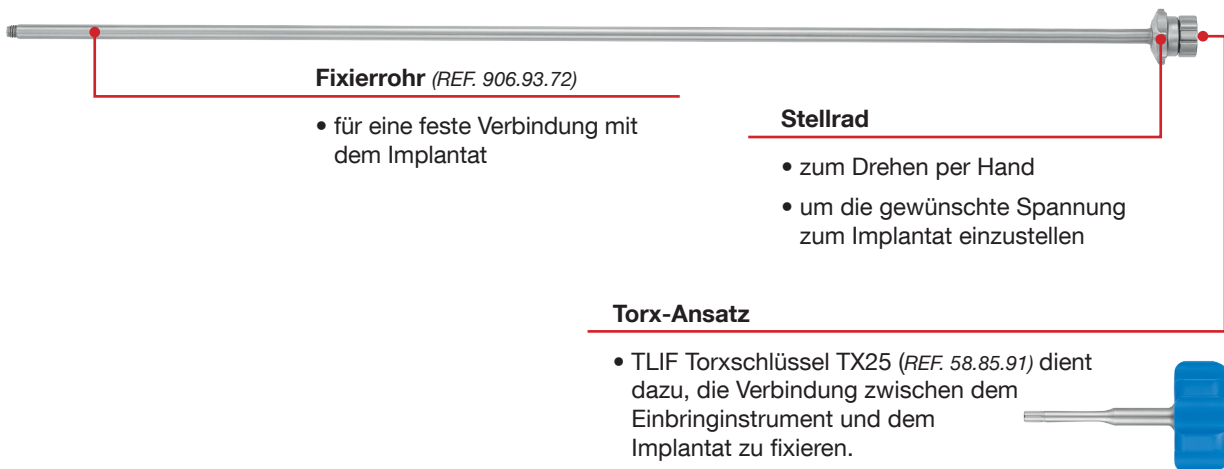 Fixierrohr (REF. 906.93.72)
• für eine feste Verbindung mit
dem Implantat
Stellrad
• zum Drehen per Hand
• um die gewünschte Spannung
zum Implantat einzustellen
Torx-Ansatz
• TLIF Torxschlüssel TX25 (REF. 58.85.91) dient
dazu, die Verbindung zwischen dem
Einbringinstrument und dem
Implantat zu fixieren.